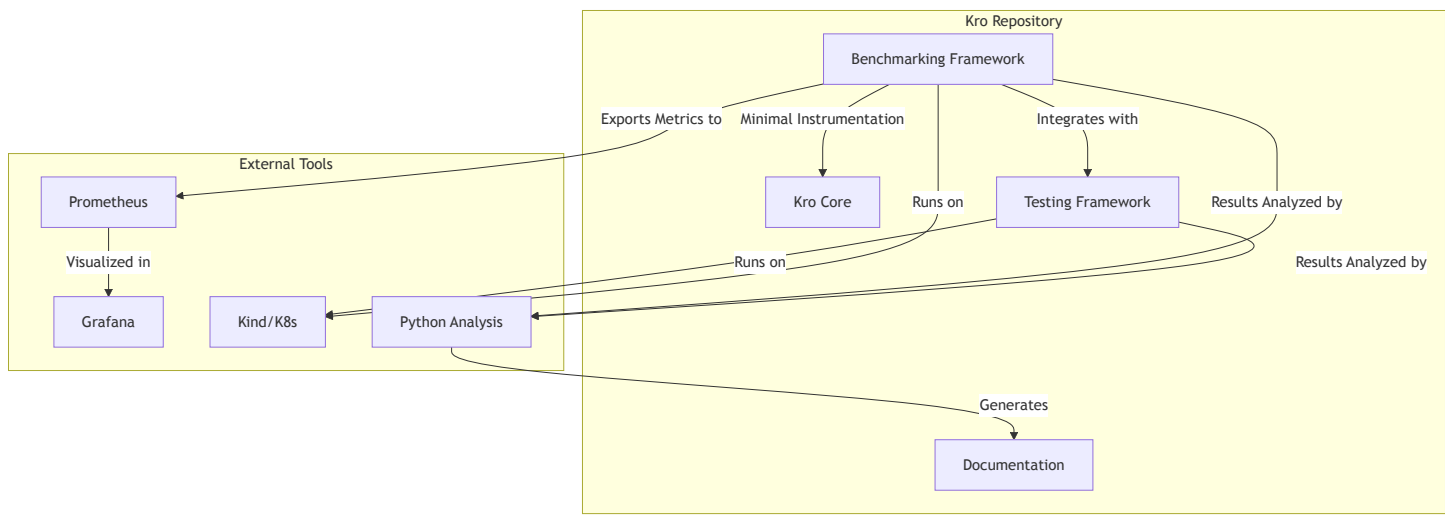 Kro Repository
Benchmarking Framework
Exports Metrics to
Minimal Instrumentation
Integrates with
External Tools
Prometheus
Kro Core
Runs on
Testing Framework
Results Analyzed by
Visualized in
Runs on
Results Analyzed by
Grafana
Kind/K8s
Python Analysis
Generates
Documentation